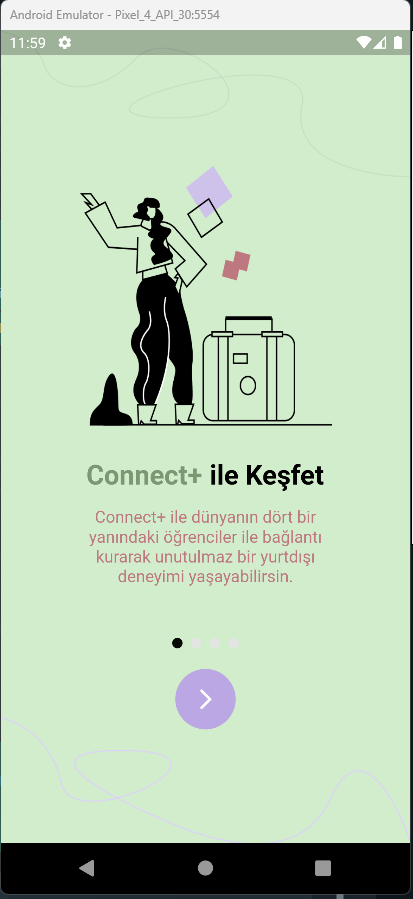 Android Emulator - Pixel_4_API_30:5554
11:59
Connect+ ile Keşfet
Connect+ ile dünyanın dört bir
yanındaki öğrenciler ile bağlantı
kurarak unutulmaz bir yurtdışı
deneyimi yaşayabilirsin.